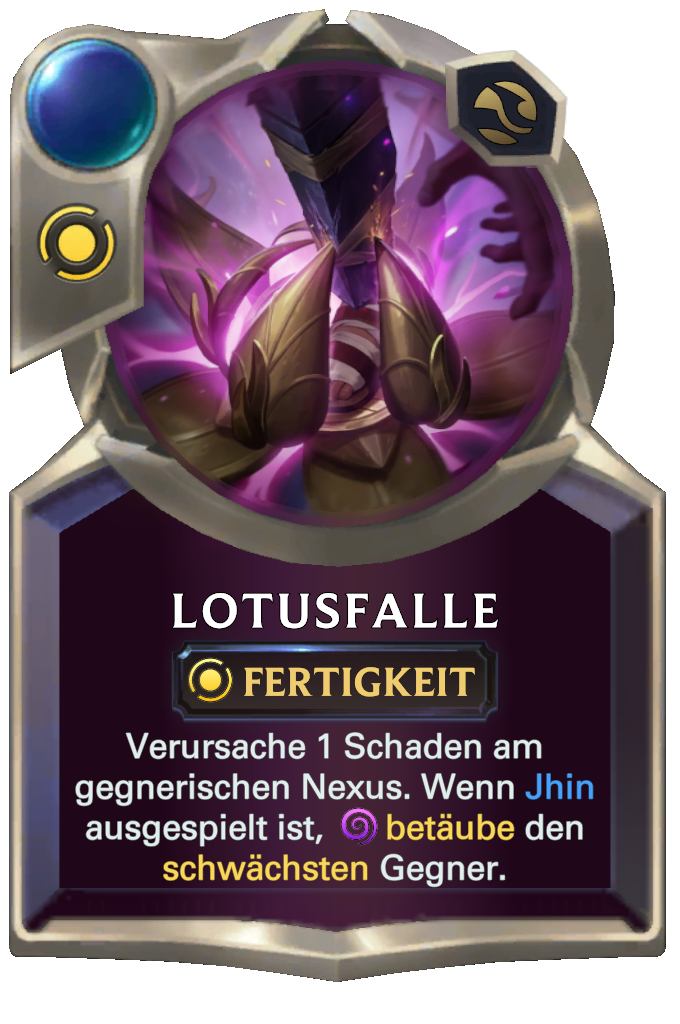 LOTUSFALLE
FERTIGKEIT
Verursache 1 Schaden am
gegnerischen Nexus. Wenn Jhin
ausgespielt ist, betäube den
schwächsten Gegner.